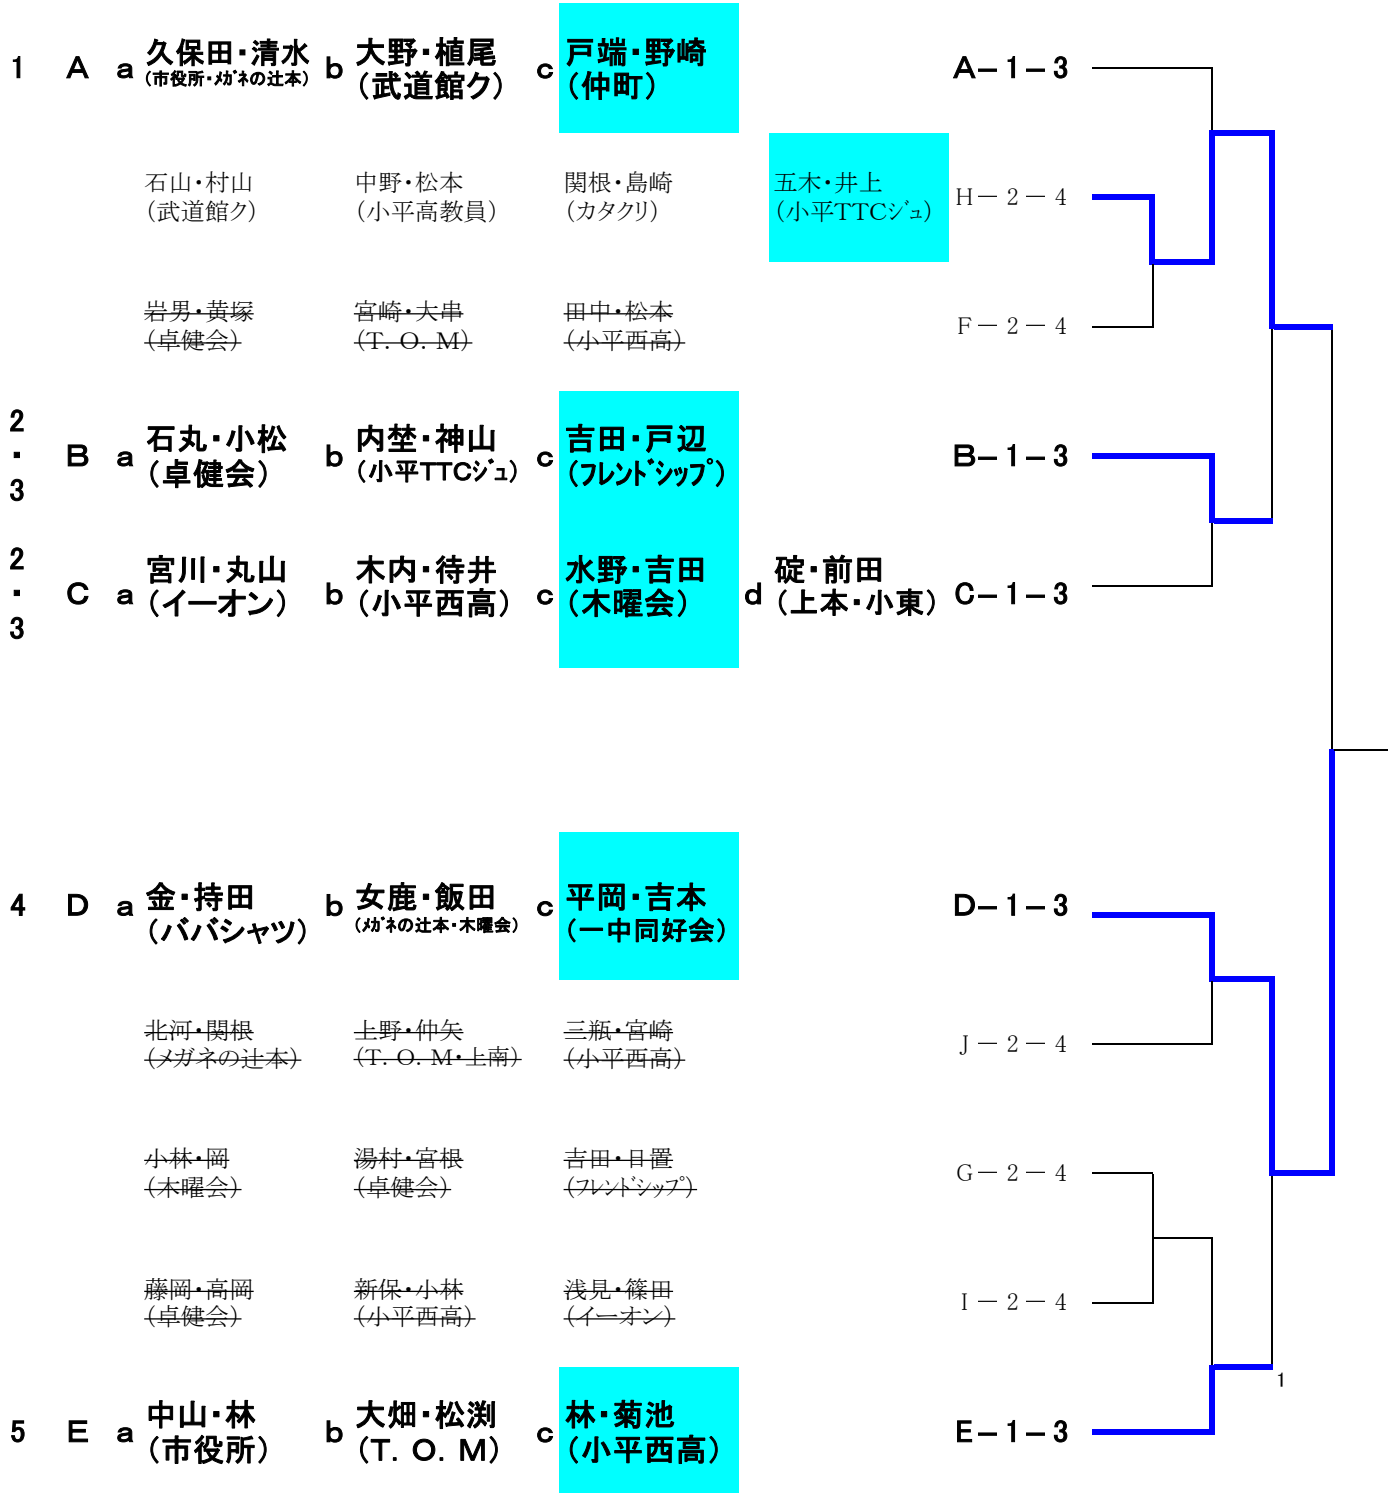 1 A a 久保田・清水 b 大野・植尾 c 戸端・野崎 A－1－3
(市役所・ﾒｶﾞﾈの辻本) (武道館ク) (仲町)
石山・村山 中野・松本 関根・島崎 五木・井上 H－2－4
(武道館ク) (小平高教員) (カタクリ) (小平TTCｼﾞｭ)
岩男・黄塚 宮崎・大串 田中・松本 F－2－4
(卓健会) (T．O．M) (小平西高)
2・3 B a 石丸・小松 b 内埜・神山 c 吉田・戸辺 B－1－3
(卓健会) (小平TTCｼﾞｭ) (ﾌﾚﾝﾄﾞｼｯﾌﾟ)
2・3 C a 宮川・丸山 b 木内・待井 c 水野・吉田 d 碇・前田 C－1－3
(イーオン) (小平西高) (木曜会) (上本・小東)
4 D a 金・持田 b 女鹿・飯田 c 平岡・吉本 D－1－3
(ババシャツ) (ﾒｶﾞﾈの辻本・木曜会) (一中同好会)
北河・関根 上野・仲矢 三瓶・宮崎 J－2－4
(メガネの辻本) (T．O．M・上南) (小平西高)
小林・岡 湯村・宮根 吉田・日置 G－2－4
(木曜会) (卓健会) (ﾌﾚﾝﾄﾞｼｯﾌﾟ)
藤岡・高岡 新保・小林 浅見・篠田 I－2－4
(卓健会) (小平西高) (イーオン)
1
5 E a 中山・林 b 大畑・松渕 c 林・菊池 E－1－3
(市役所) (T．O．M) (小平西高)